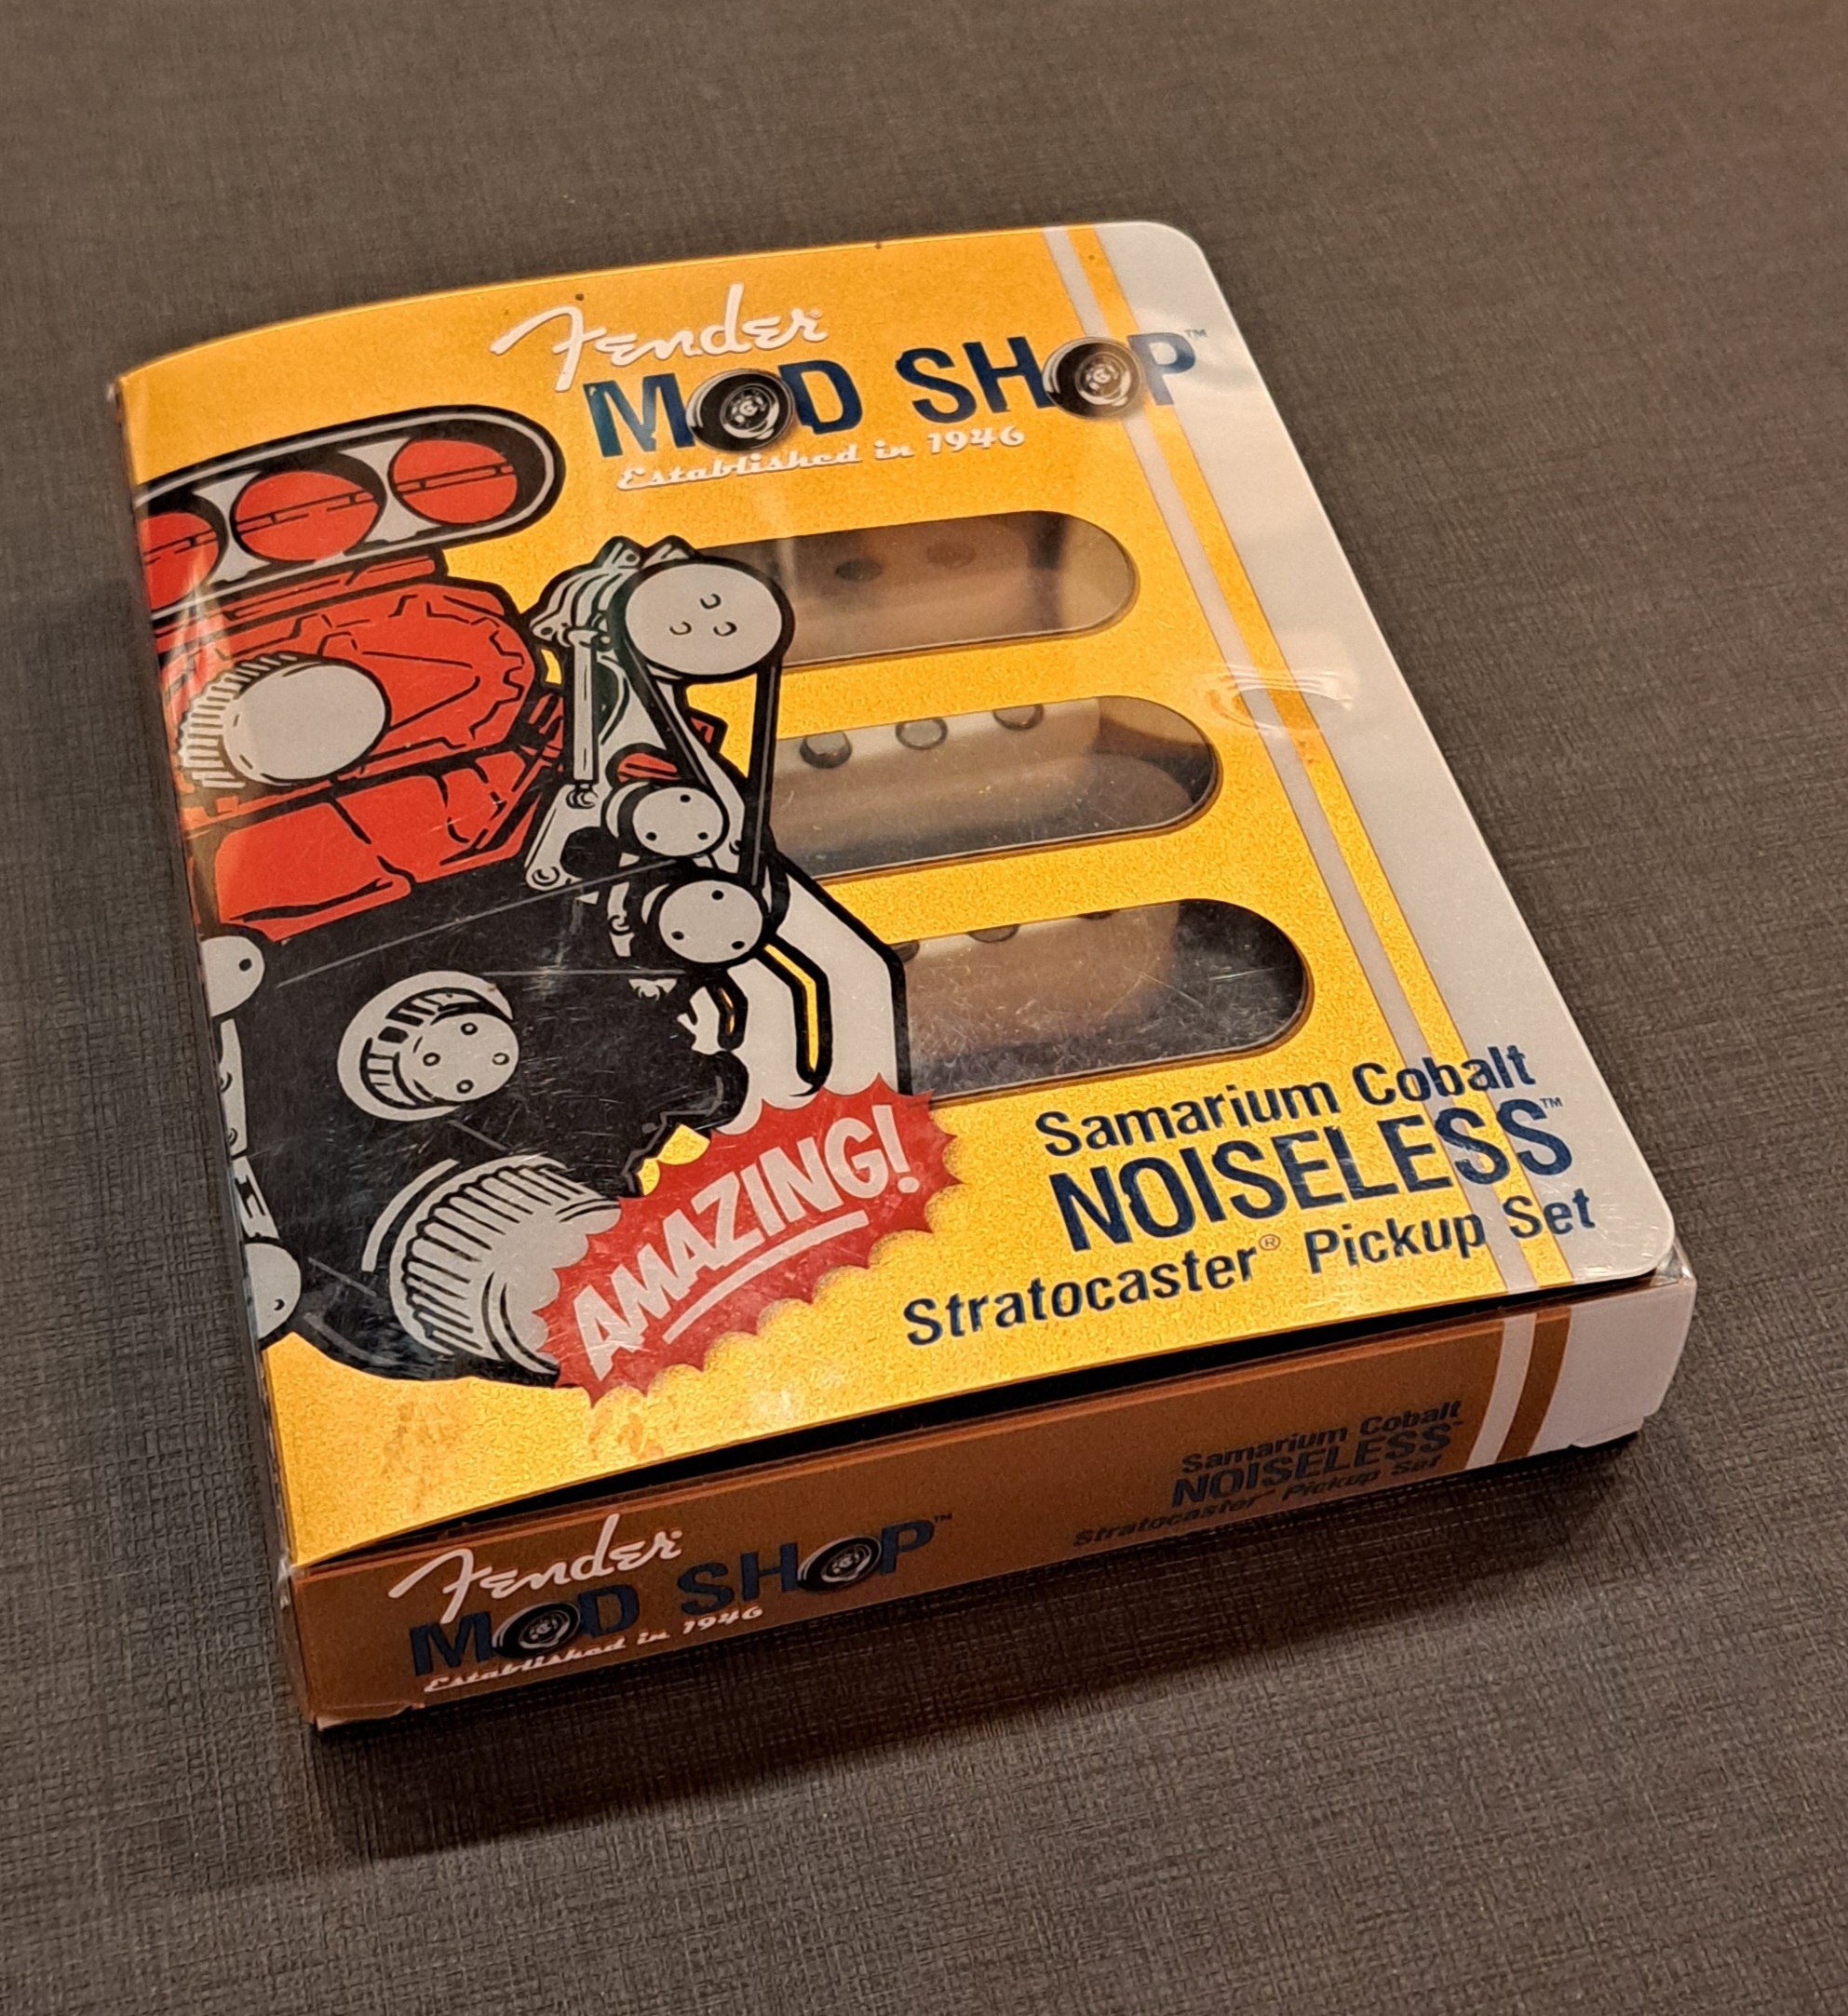 Fender
MOD SHOP™
Established in 1946
AMAZING!
Samarium Cobalt
NOISELESS™
Stratocaster® Pickup Set
Fender
MOD SHOP™
Established in 1946
Samarium Cobalt
NOISELESS™
Stratocaster™ Pickup Set